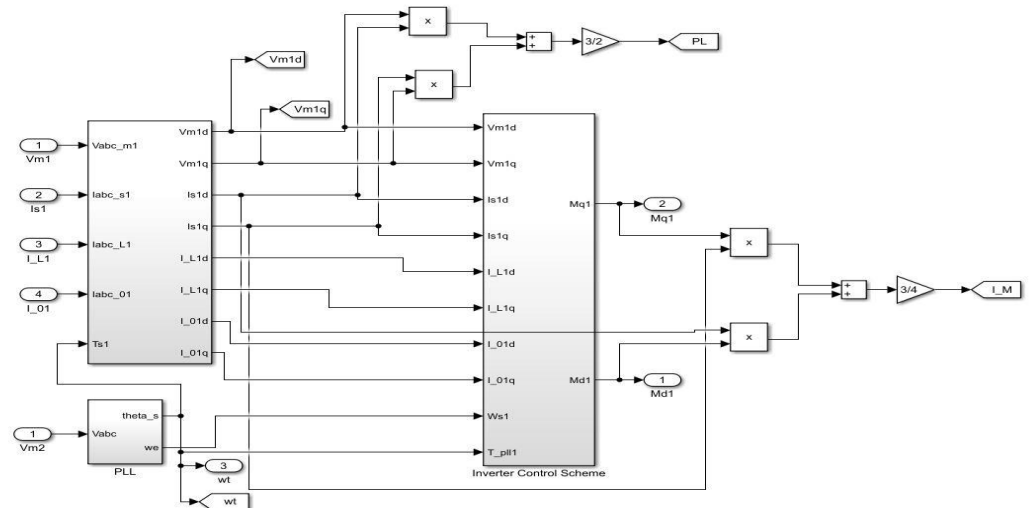 x
3/2
PL
Vm1d
x
Vm1q
1
Vm1
2
Is1
3
I_L1
4
I_01
Vabc_m1
Iabc_s1
Iabc_L1
Iabc_01
Ts1
Vm1d
Vm1q
Is1d
Is1q
I_L1d
I_L1q
I_01d
I_01q
Vm1d
Vm1q
Is1d
Is1q
I_L1d
I_L1q
I_01d
I_01q
Ws1
T_pll1
Mq1
Md1
Inverter Control Scheme
2
Mq1
1
Md1
x
x
+
+
+
+
3/4
I_M
1
Vm2
Vabc
theta_s
we
PLL
3
wt
wt